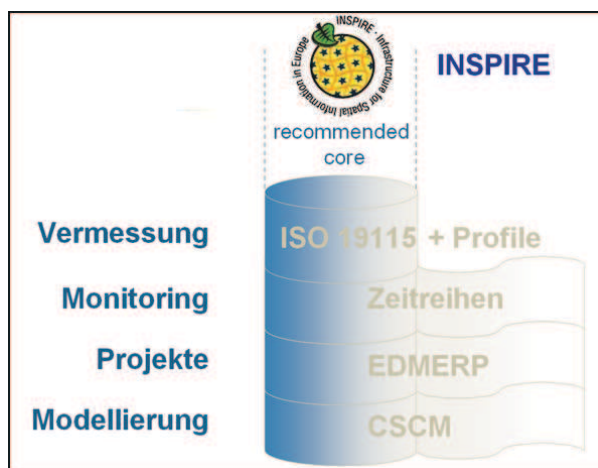 INSPIRE - Infrastructure for Spatial Information in Europe
INSPIRE
recommended
core
Vermessung ISO 19115 + Profile
Monitoring Zeitreihen
Projekte EDMERP
Modellierung CSCM